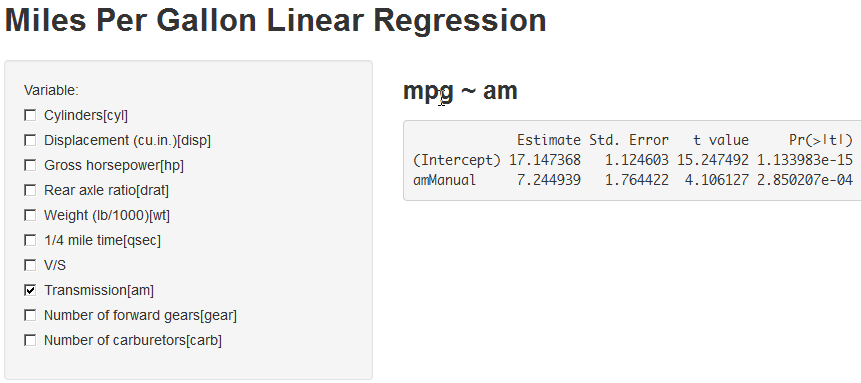 Miles Per Gallon Linear Regression
Variable:
Cylinders[cyl]
Displacement (cu.in.)[disp]
Gross horsepower[hp]
Rear axle ratio[drat]
Weight (lb/1000)[wt]
1/4 mile time[qsec]
V/S
Transmission[am]
Number of forward gears[gear]
Number of carburetors[carb]
mpg ~ am
Estimate Std. Error t value Pr(>|t|)
(Intercept) 17.147368 1.124603 15.247492 1.133983e-15
amManual 7.244939 1.764422 4.106127 2.850207e-04